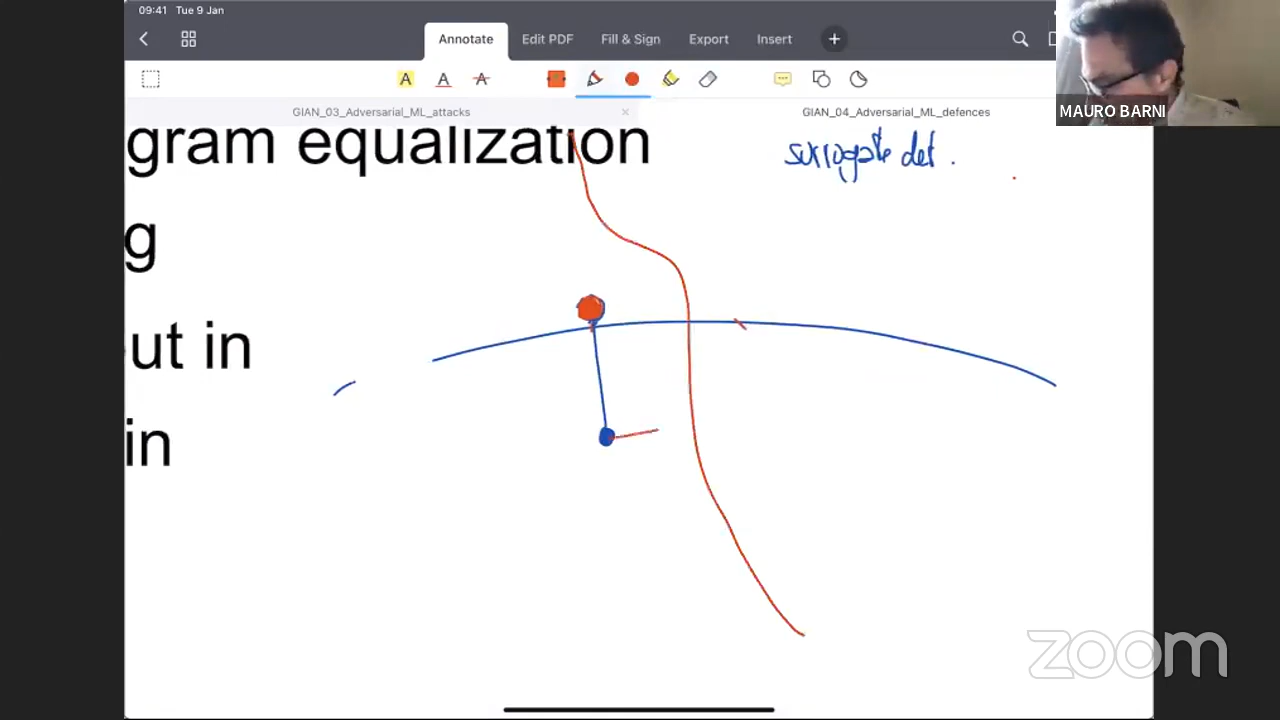 09:41 Tue 9 Jan
Annotate Edit PDF Fill & Sign Export Insert
A A A
MAURO BARNI
GIAN_03_Adversarial_ML_attacks GIAN_04_Adversarial_ML_defences
gram equalization
surrogate det.
g
ut in
in
zoom